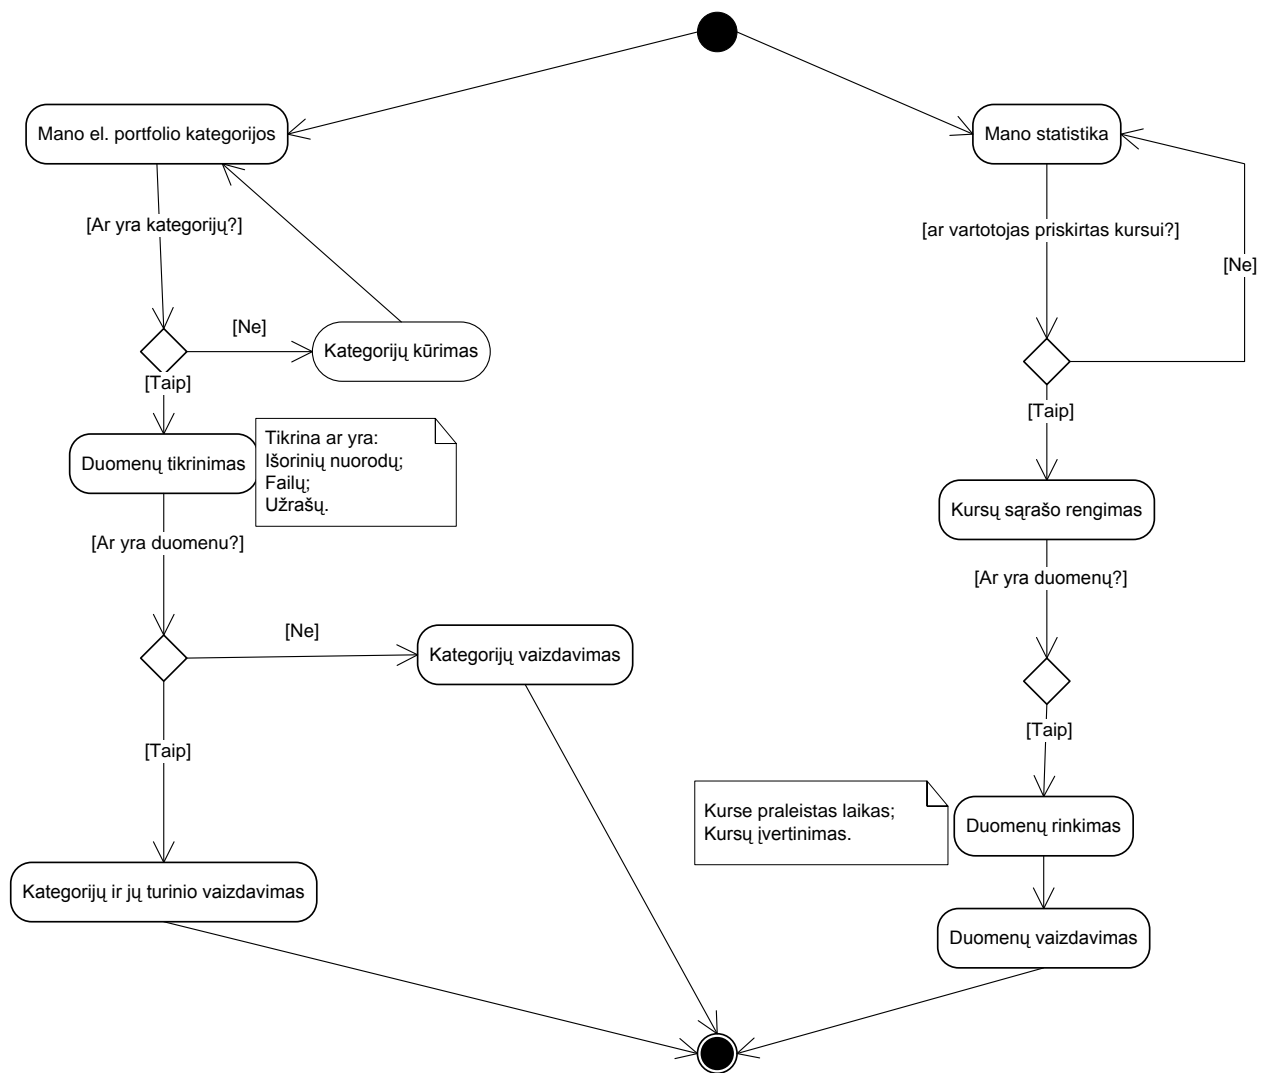 Mano el. portfolio kategorijos
Mano statistika
[Ar yra kategorijų?]
[ar vartotojas priskirtas kursui?]
[Ne]
[Ne]
Kategorijų kūrimas
[Taip]
[Taip]
Tikrina ar yra:
Išorinių nuorodų;
Failų;
Užrašų.
Duomenų tikrinimas
Kursų sąrašo rengimas
[Ar yra duomenu?]
[Ar yra duomenų?]
[Ne]
Kategorijų vaizdavimas
[Taip]
[Taip]
Kurse praleistas laikas;
Kursų įvertinimas.
Duomenų rinkimas
Kategorijų ir jų turinio vaizdavimas
Duomenų vaizdavimas